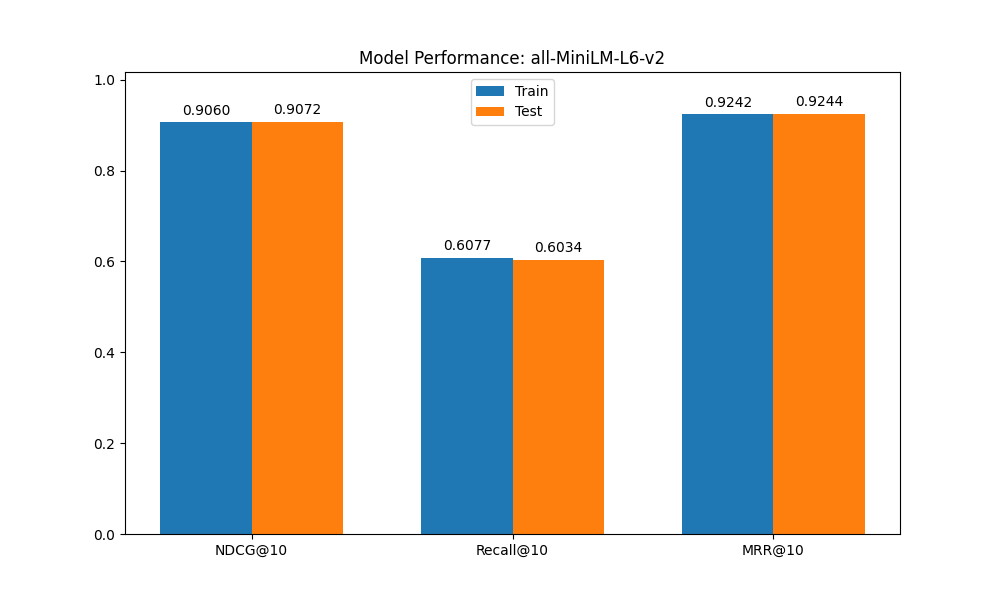 Model Performance: all-MiniLM-L6-v2
1.0
0.8
0.6
0.4
0.2
0.0
Train
Test
0.9060
0.9072
0.6077
0.6034
0.9242
0.9244
NDCG@10
Recall@10
MRR@10